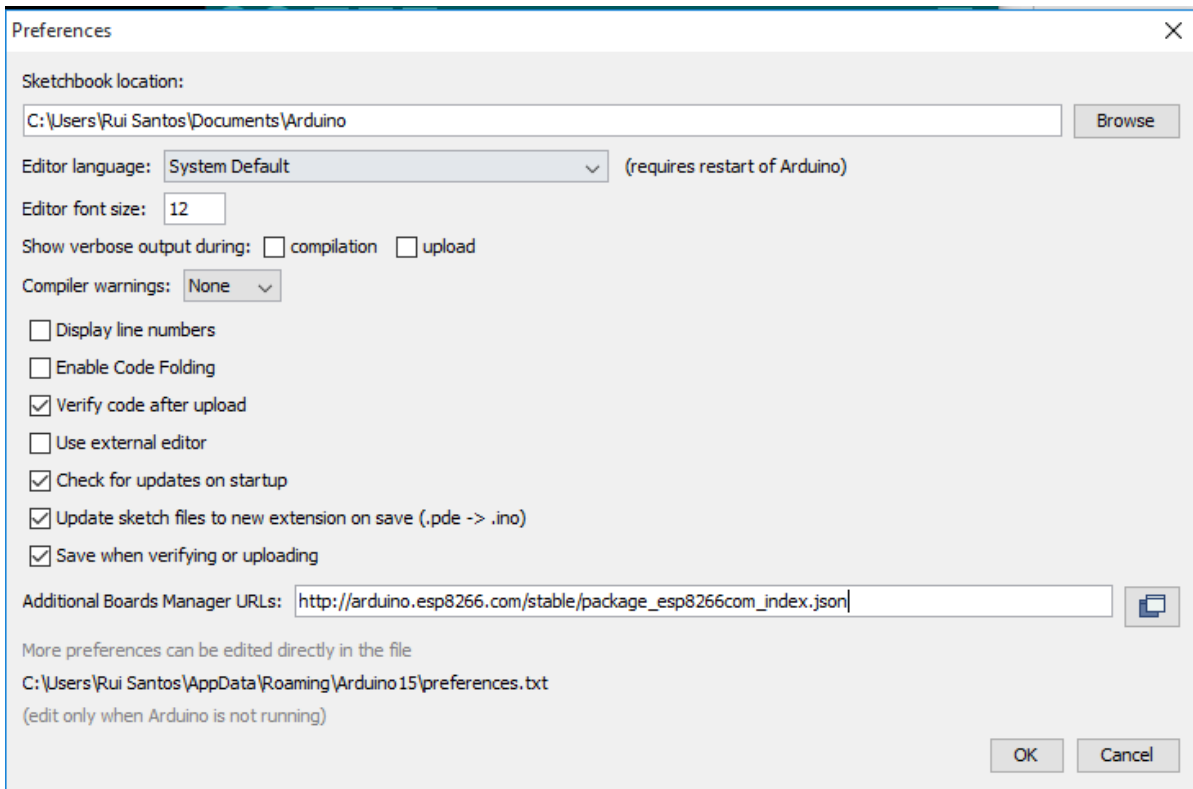 Preferences
Sketchbook location:
C:\Users\Rui Santos\Documents\Arduino Browse
Editor language: System Default (requires restart of Arduino)
Editor font size: 12
Show verbose output during: compilation upload
Compiler warnings: None
Display line numbers
Enable Code Folding
Verify code after upload
Use external editor
Check for updates on startup
Update sketch files to new extension on save (.pde -> .ino)
Save when verifying or uploading
Additional Boards Manager URLs: http://arduino.esp8266.com/stable/package_esp8266com_index.json
More preferences can be edited directly in the file
C:\Users\Rui Santos\AppData\Roaming\Arduino15\preferences.txt
(edit only when Arduino is not running)
OK Cancel